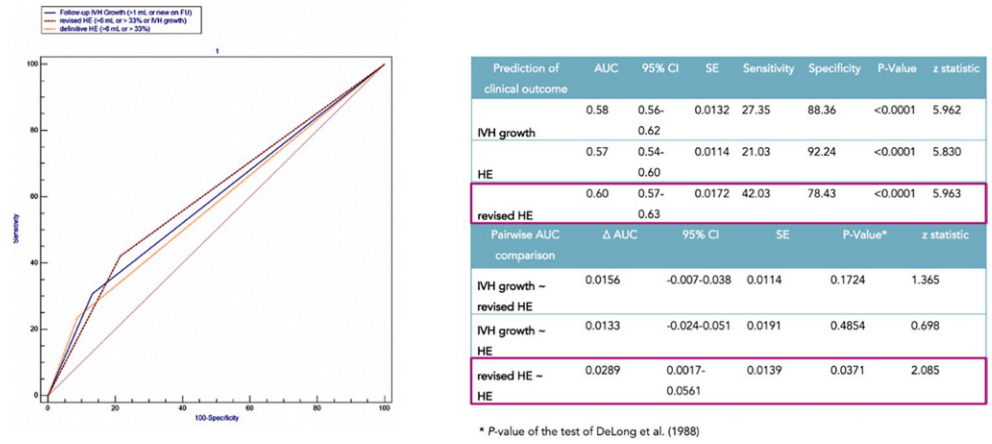 Follow-up IVH Growth (>1 mL or new on FU)
revised HE (>6 mL or > 33% or IVH growth)
definitive HE (>6 mL or > 33%)
1
100
80
60
40
20
0
Sensitivity
0 20 40 60 80 100
100-Specificity
Prediction of AUC 95% CI SE Sensitivity Specificity P-Value z statistic
clinical outcome
0.58 0.56- 0.0132 27.35 88.36 <0.0001 5.962
IVH growth 0.62
0.57 0.54- 0.0114 21.03 92.24 <0.0001 5.830
HE 0.60
0.60 0.57- 0.0172 42.03 78.43 <0.0001 5.963
revised HE 0.63
Pairwise AUC Δ AUC 95% CI SE P-Value* z statistic
comparison
IVH growth ~ 0.0156 -0.007-0.038 0.0114 0.1724 1.365
revised HE
IVH growth ~ 0.0133 -0.024-0.051 0.0191 0.4854 0.698
HE
revised HE ~ 0.0289 0.0017- 0.0139 0.0371 2.085
HE 0.0561
* P-value of the test of DeLong et al. (1988)